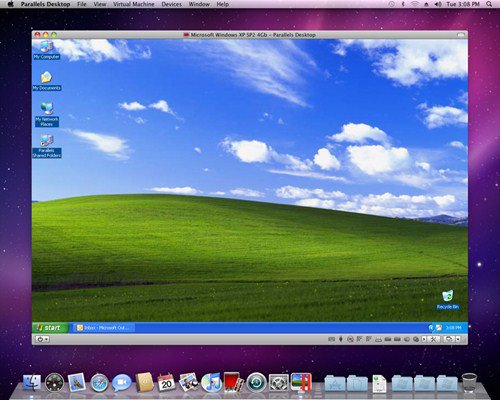 Parallels Desktop File View Virtual Machine Devices Window Help Tue 3:08 PM
Microsoft Windows XP SP2 4Gb - Parallels Desktop
My Computer
My Documents
My Network
Places
Parallels
Shared Folders
Recycle Bin
start Inbox - Microsoft Out... 3:08 PM
20